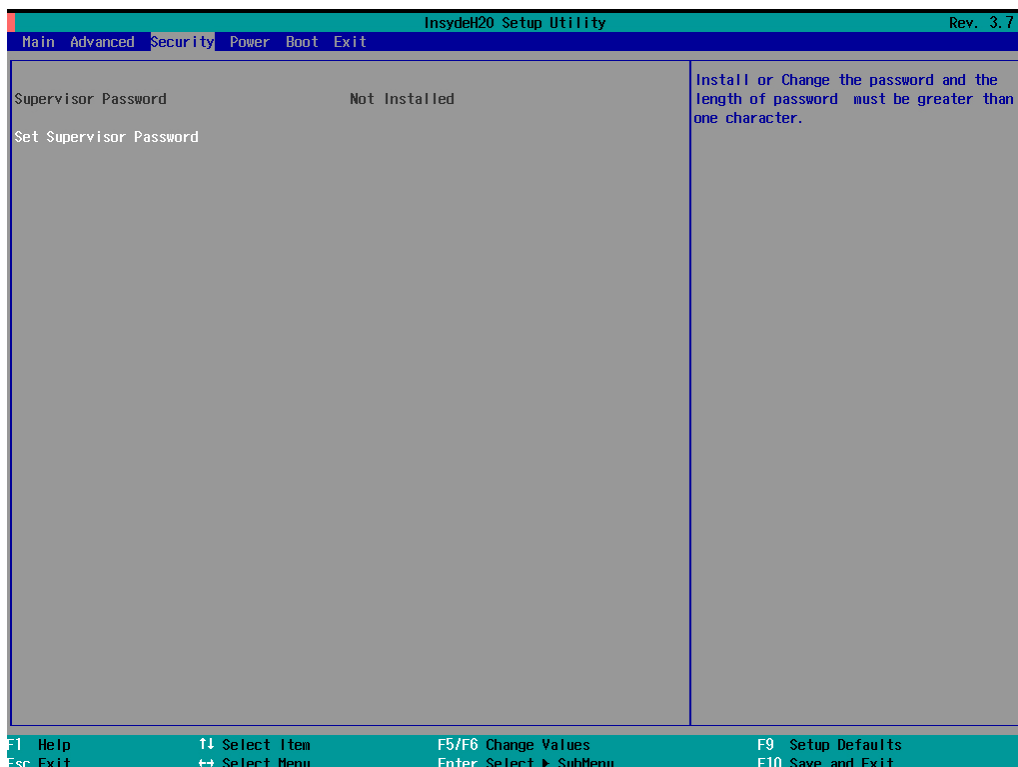 InsydeH2O Setup Utility Rev. 3.7
Main Advanced Security Power Boot Exit
Supervisor Password Not Installed
Set Supervisor Password
Install or Change the password and the
length of password must be greater than
one character.
F1 Help ↑↓ Select Item F5/F6 Change Values F9 Setup Defaults
Esc Exit ↔ Select Menu Enter Select ▶ SubMenu F10 Save and Exit